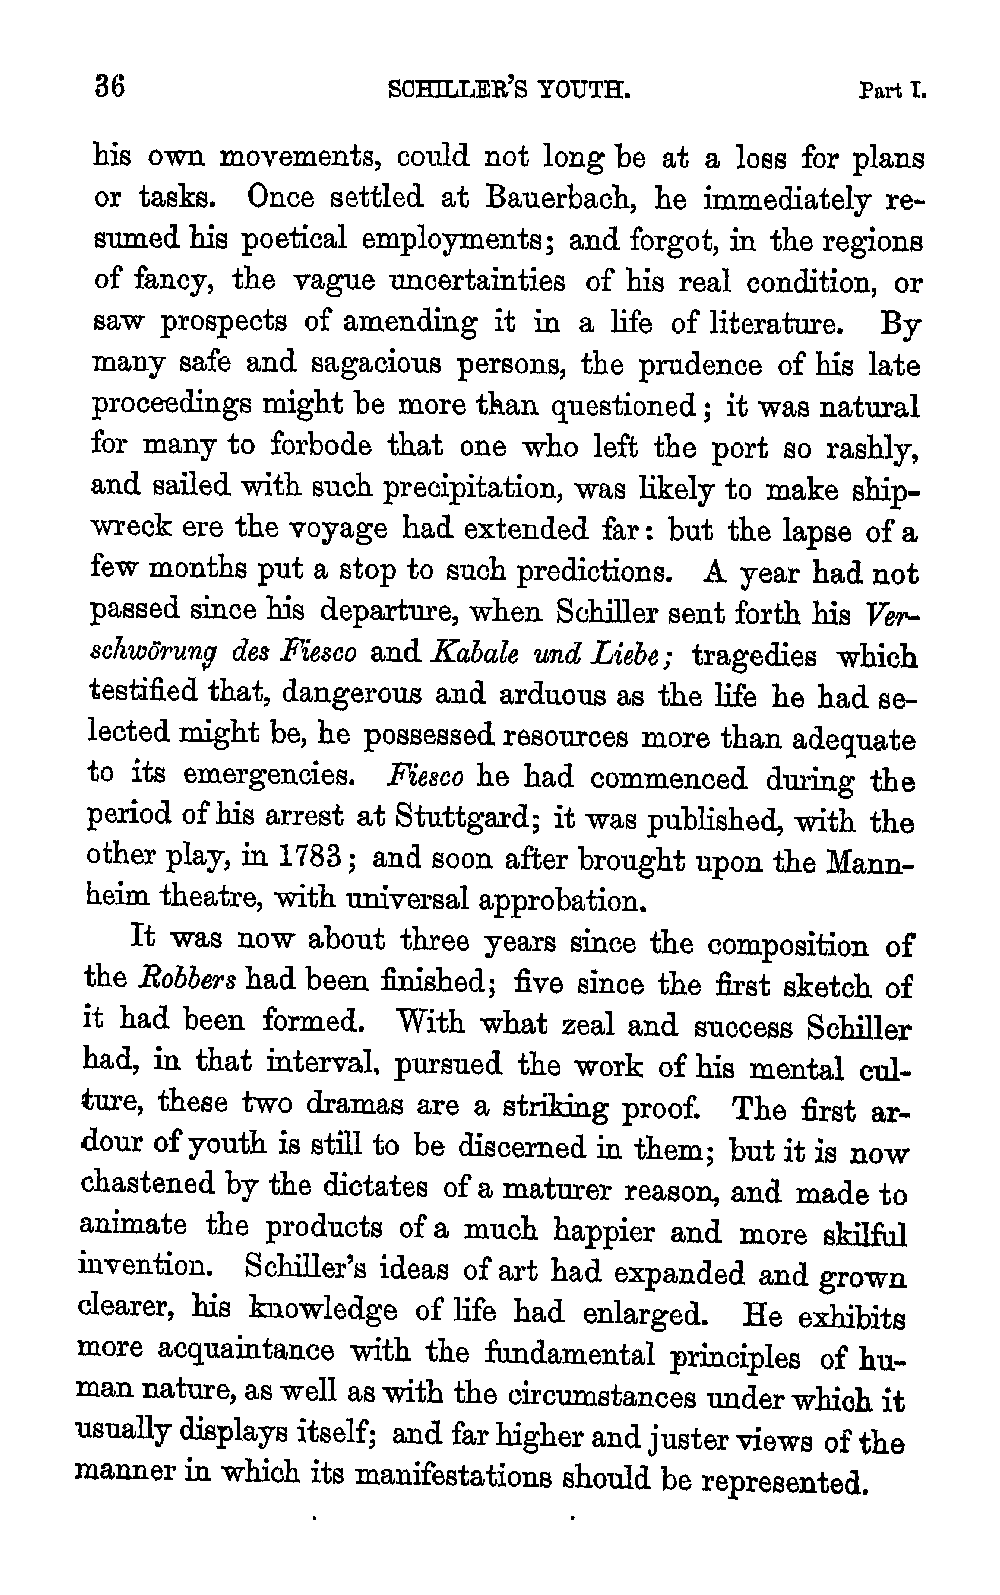 36 SCHILLER'S YOUTH. Part I.
his own movements, could not long be at a loss for plans
or tasks. Once settled at Bauerbach, he immediately re-
sumed his poetical employments; and forgot, in the regions
of fancy, the vague uncertainties of his real condition, or
saw prospects of amending it in a life of literature. By
many safe and sagacious persons, the prudence of his late
proceedings might be more than questioned; it was natural
for many to forbode that one who left the port so rashly,
and sailed with such precipitation, was likely to make ship-
wreck ere the voyage had extended far: but the lapse of a
few months put a stop to such predictions. A year had not
passed since his departure, when Schiller sent forth his Ver-
schwörung des Fiesco and Kabale und Liebe; tragedies which
testified that, dangerous and arduous as the life he had se-
lected might be, he possessed resources more than adequate
to its emergencies. Fiesco he had commenced during the
period of his arrest at Stuttgard; it was published, with the
other play, in 1783; and soon after brought upon the Mann-
heim theatre, with universal approbation.
It was now about three years since the composition of
the Robbers had been finished; five since the first sketch of
it had been formed. With what zeal and success Schiller
had, in that interval, pursued the work of his mental cul-
ture, these two dramas are a striking proof. The first ar-
dour of youth is still to be discerned in them; but it is now
chastened by the dictates of a maturer reason, and made to
animate the products of a much happier and more skilful
invention. Schiller's ideas of art had expanded and grown
clearer, his knowledge of life had enlarged. He exhibits
more acquaintance with the fundamental principles of hu-
man nature, as well as with the circumstances under which it
usually displays itself; and far higher and juster views of the
manner in which its manifestations should be represented.